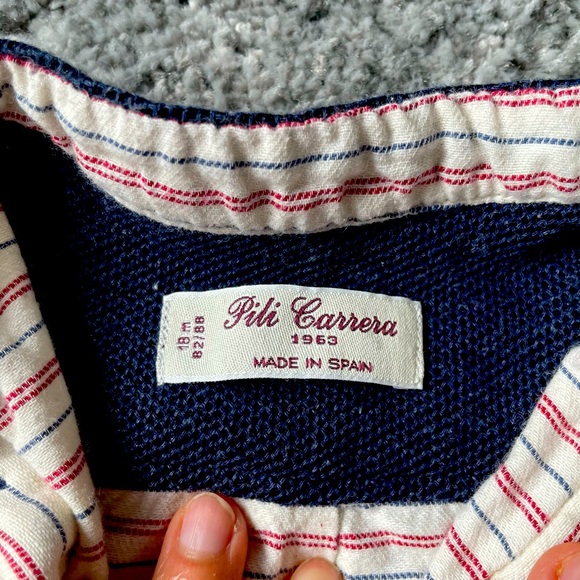 18 m
82/88
Pili Carrera
1963
MADE IN SPAIN